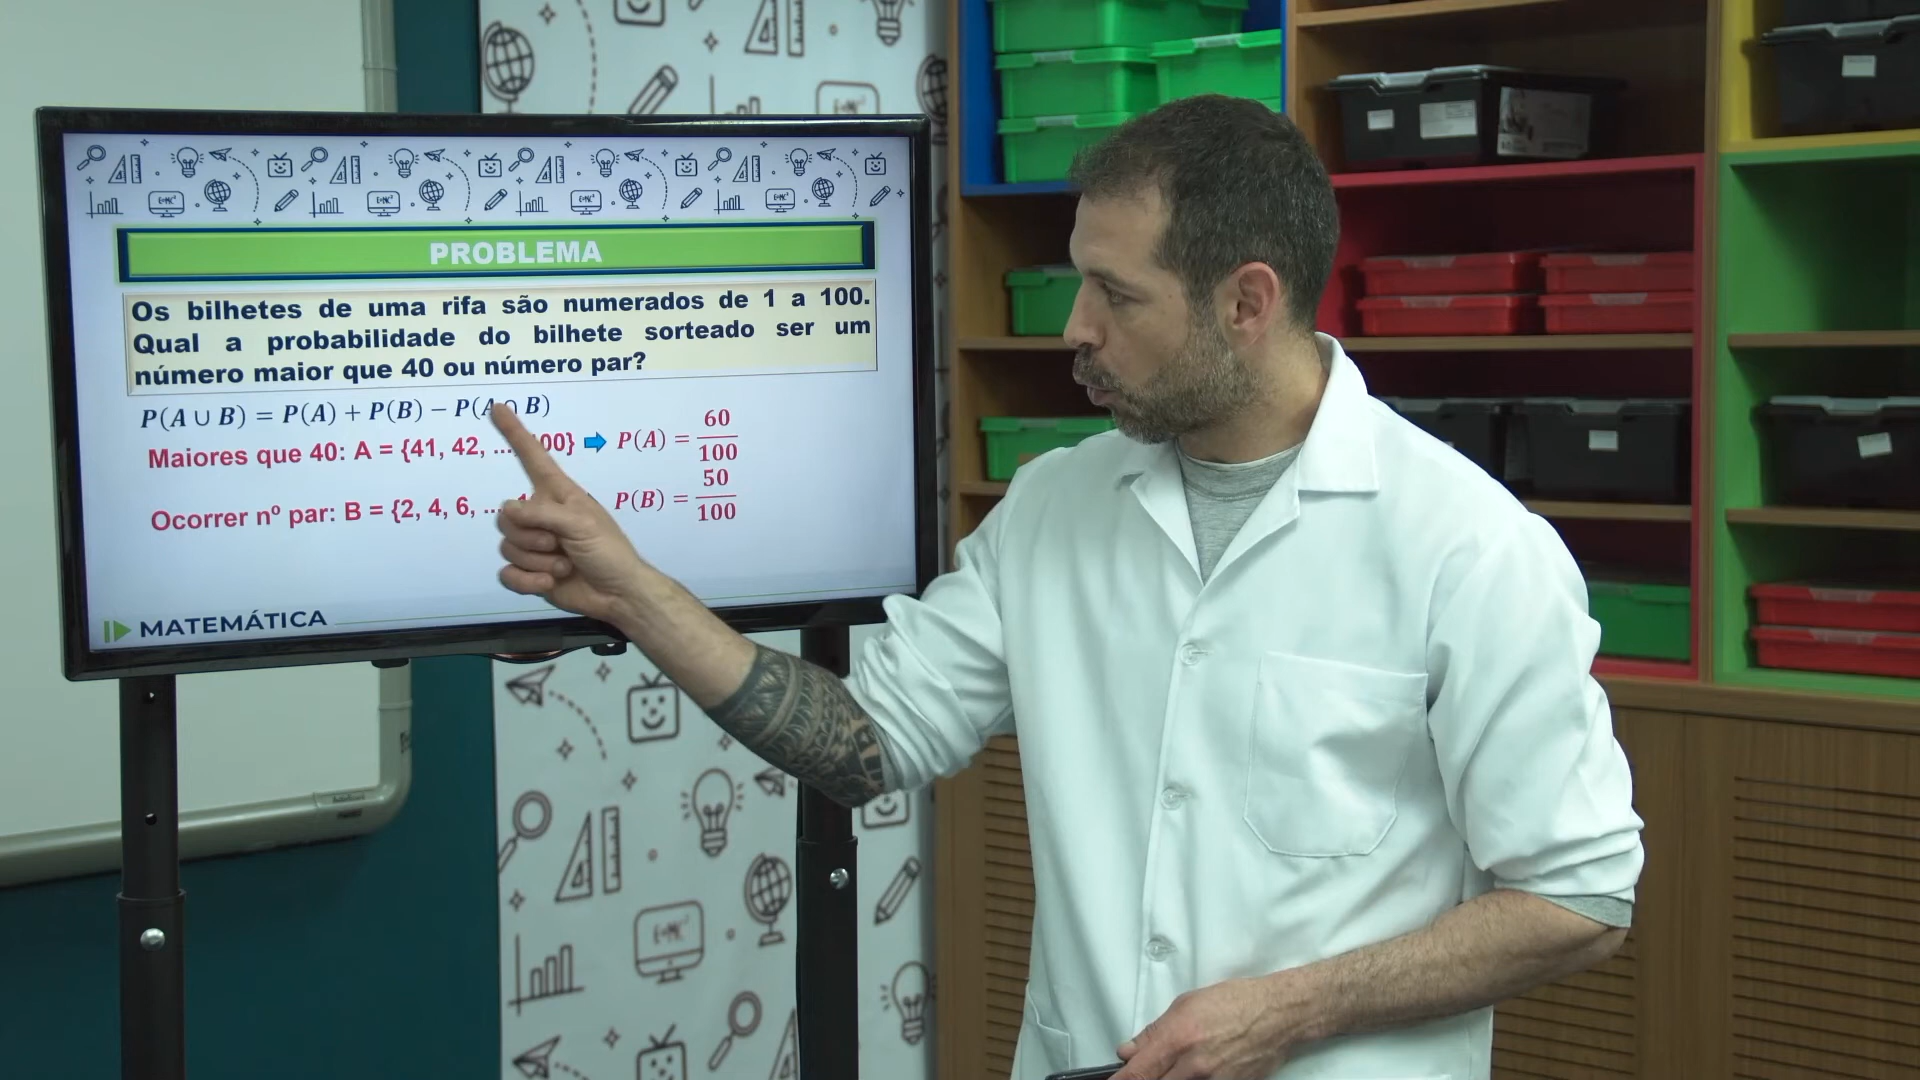 PROBLEMA
Os bilhetes de uma rifa são numerados de 1 a 100.
Qual a probabilidade do bilhete sorteado ser um
número maior que 40 ou número par?
P(A ∪ B) = P(A) + P(B) − P(A ∩ B)
Maiores que 40: A = {41, 42, ... 00} P(A) = 60/100
Ocorrer nº par: B = {2, 4, 6, ... P(B) = 50/100
MATEMÁTICA